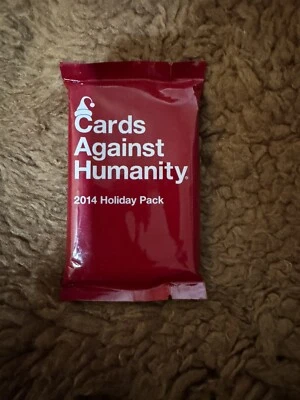 Cards
Against
Humanity.
2014 Holiday Pack